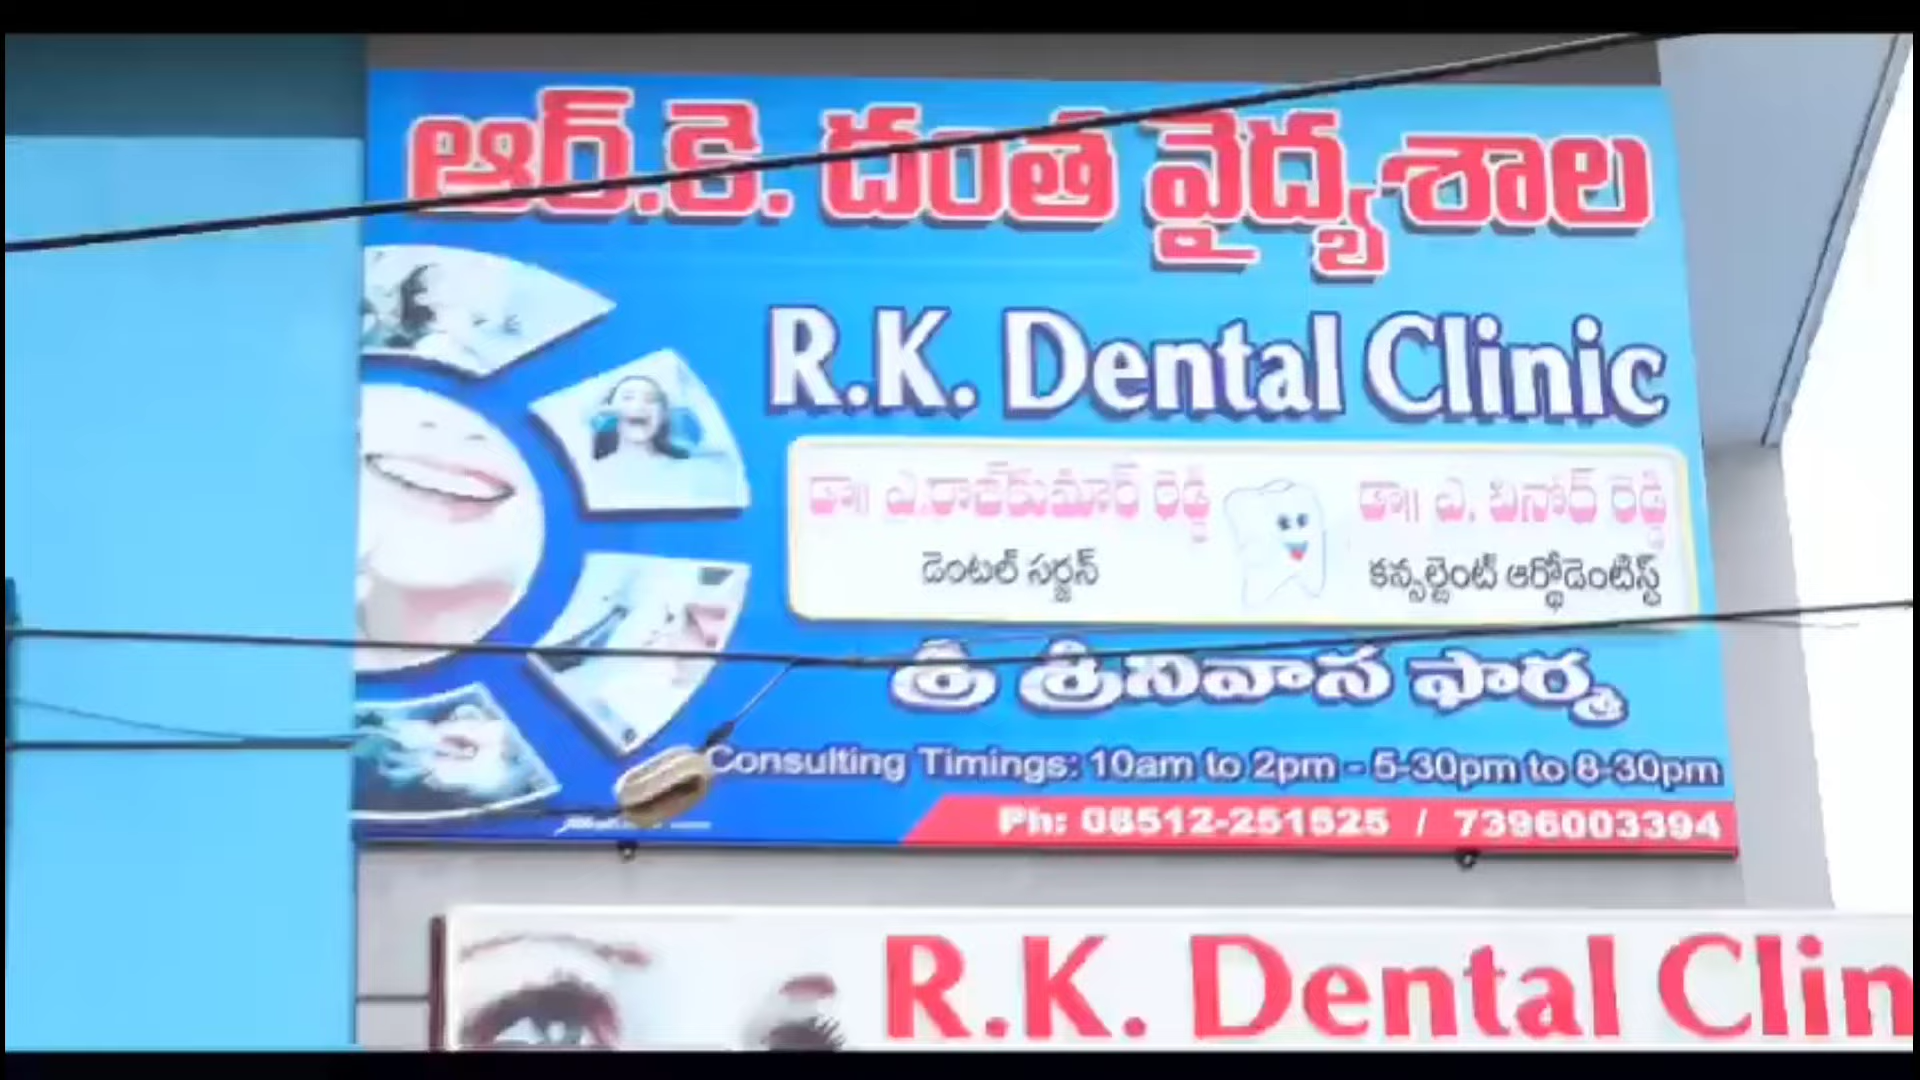 ఆర్.కె. దంత వైద్యశాల
R.K. Dental Clinic
డా॥ ఎ.రాజ్‌కుమార్ రెడ్డి
డెంటల్ సర్జన్
డా॥ ఎ. వినోద్ రెడ్డి
కన్సల్టెంట్ ఆర్థోడెంటిస్ట్
శ్రీ శ్రీనివాస ఫార్మ
Consulting Timings: 10am to 2pm - 5-30pm to 8-30pm
Ph: 08512-251525 / 7396003394
R.K. Dental Clin